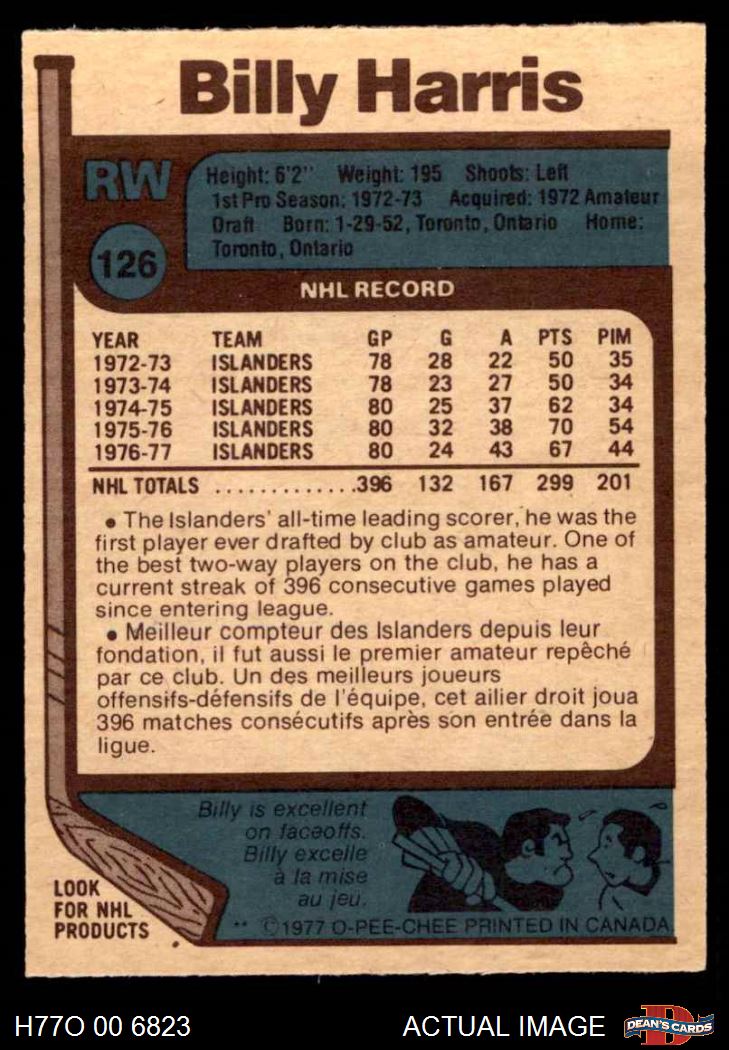 Billy Harris
RW
Height: 6'2" Weight: 195 Shoots: Left
1st Pro Season: 1972-73 Acquired: 1972 Amateur
Draft Born: 1-29-52, Toronto, Ontario Home:
Toronto, Ontario
126
NHL RECORD
YEAR TEAM GP G A PTS PIM
1972-73 ISLANDERS 78 28 22 50 35
1973-74 ISLANDERS 78 23 27 50 34
1974-75 ISLANDERS 80 25 37 62 34
1975-76 ISLANDERS 80 32 38 70 54
1976-77 ISLANDERS 80 24 43 67 44
NHL TOTALS ..............396 132 167 299 201
• The Islanders' all-time leading scorer, he was the
first player ever drafted by club as amateur. One of
the best two-way players on the club, he has a
current streak of 396 consecutive games played
since entering league.
• Meilleur compteur des Islanders depuis leur
fondation, il fut aussi le premier amateur repêché
par ce club. Un des meilleurs joueurs
offensifs-défensifs de l'équipe, cet ailier droit joua
396 matches consécutifs après son entrée dans la
ligue.
Billy is excellent
on faceoffs.
Billy excelle
à la mise
au jeu.
LOOK
FOR NHL
PRODUCTS
** ©1977 O-PEE-CHEE PRINTED IN CANADA
H77O 00 6823 ACTUAL IMAGE
D
DEAN'S CARDS